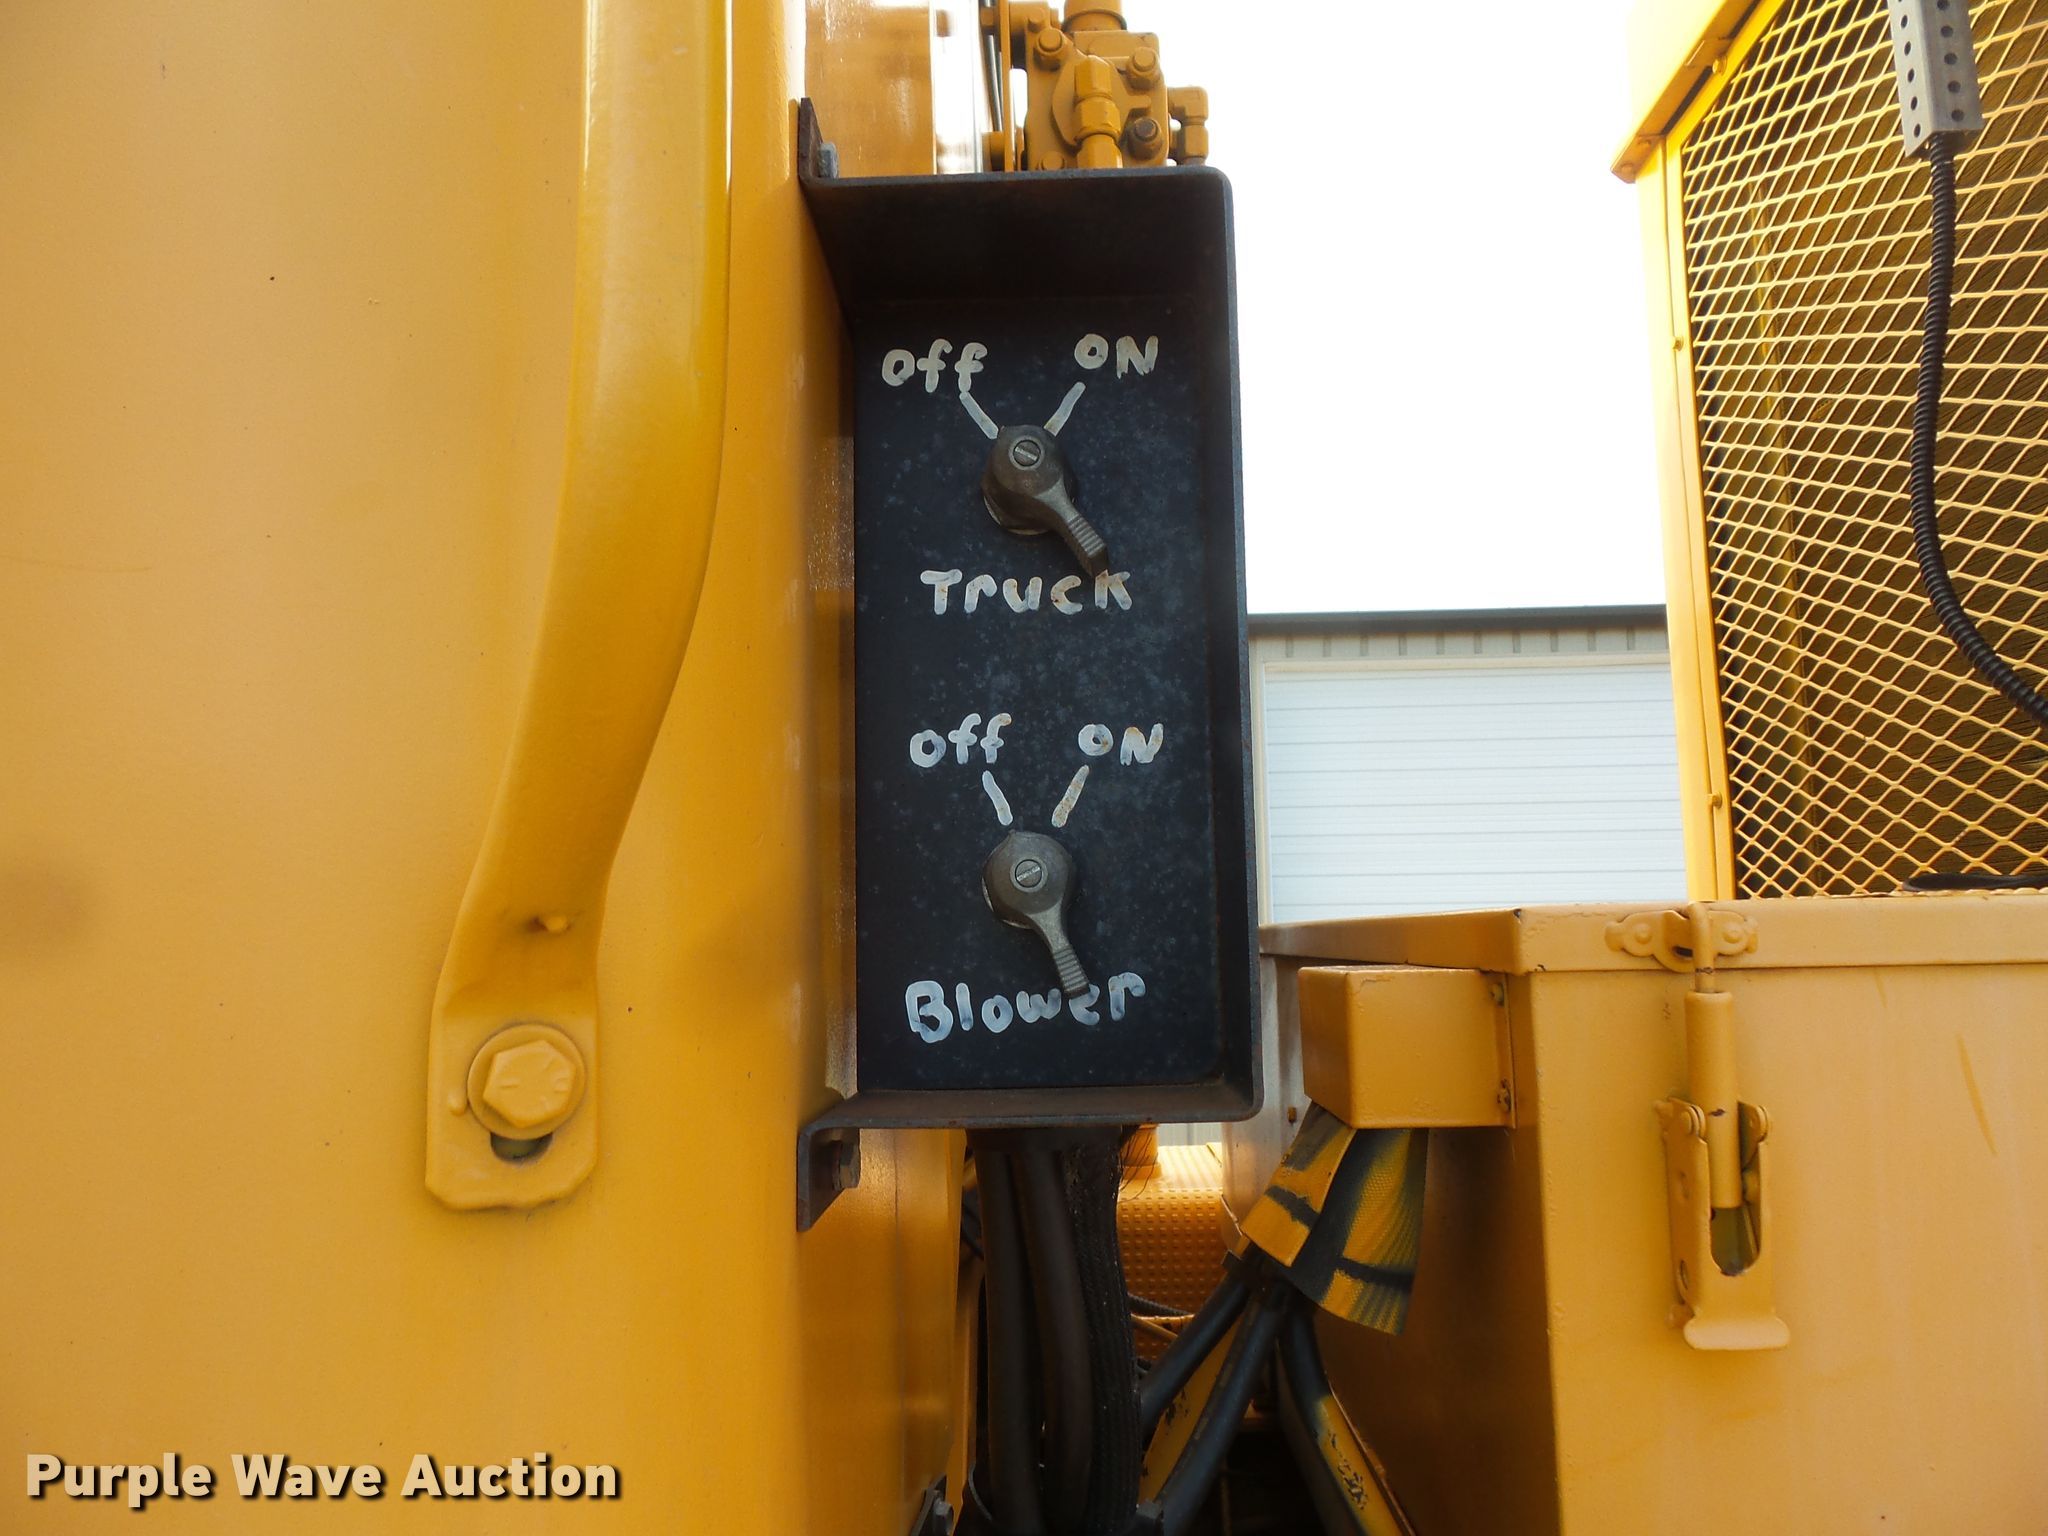 Off ON
Truck
Off ON
Blower
Purple Wave Auction